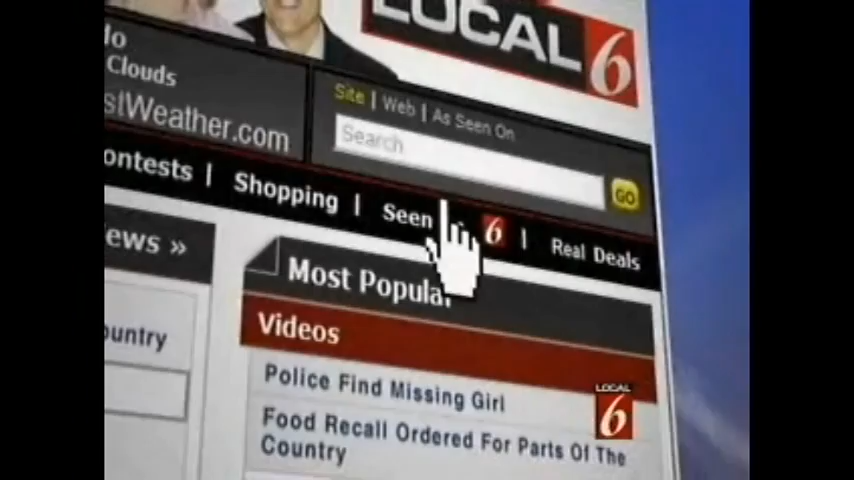 LOCAL 6
Clouds
stWeather.com
Site | Web | As Seen On
Search
GO
ontests | Shopping | Seen 6 | Real Deals
ews »
Most Popular
Videos
ountry
Police Find Missing Girl
Food Recall Ordered For Parts Of The
Country
LOCAL
6